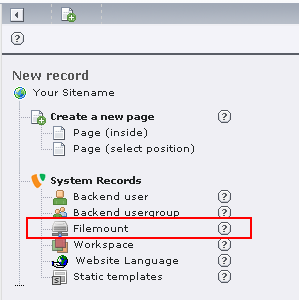 New record
Your Sitename
Create a new page
Page (inside)
Page (select position)
System Records
Backend user
Backend usergroup
Filemount
Workspace
Website Language
Static templates